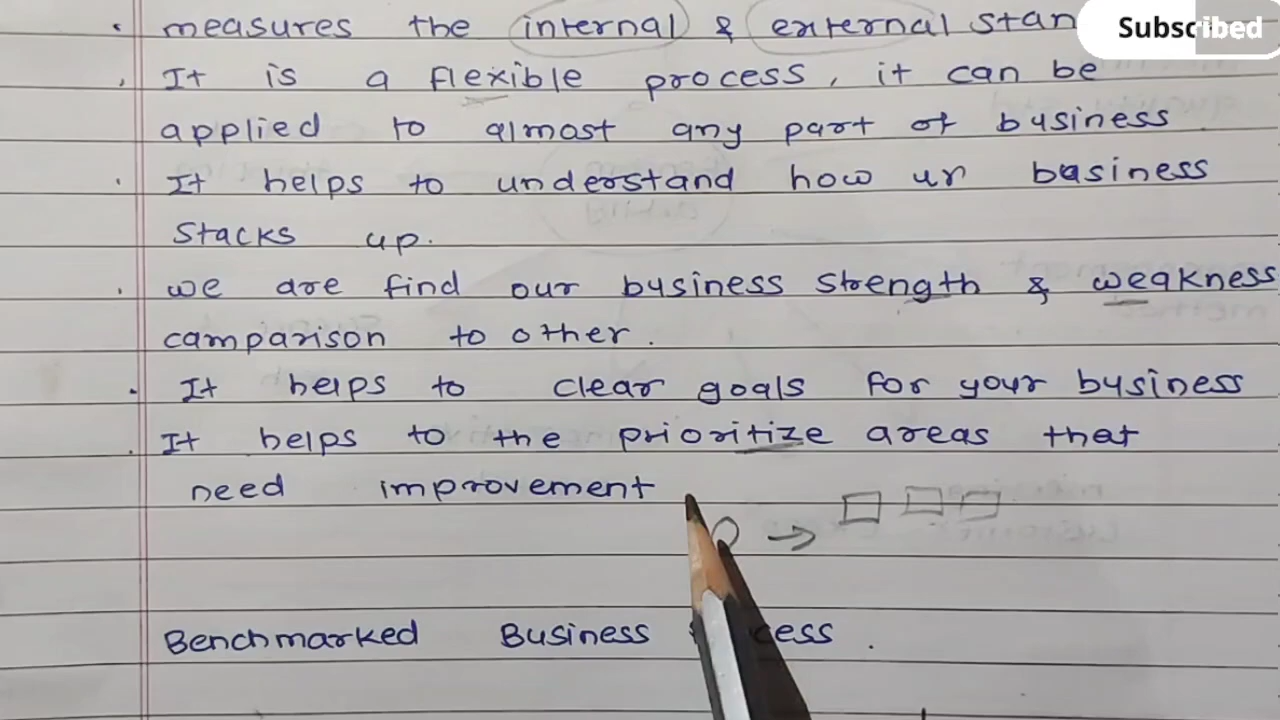 measures the internal & external
Subscribed
It is a flexible process, it can be
applied to almost any part of business
It helps to understand how ur business
Stacks up.
we are find our business strength & weakness
camparison to other.
It helps to clear goals for your business
It helps to the prioritize areas that
need improvement
Benchmarked Business